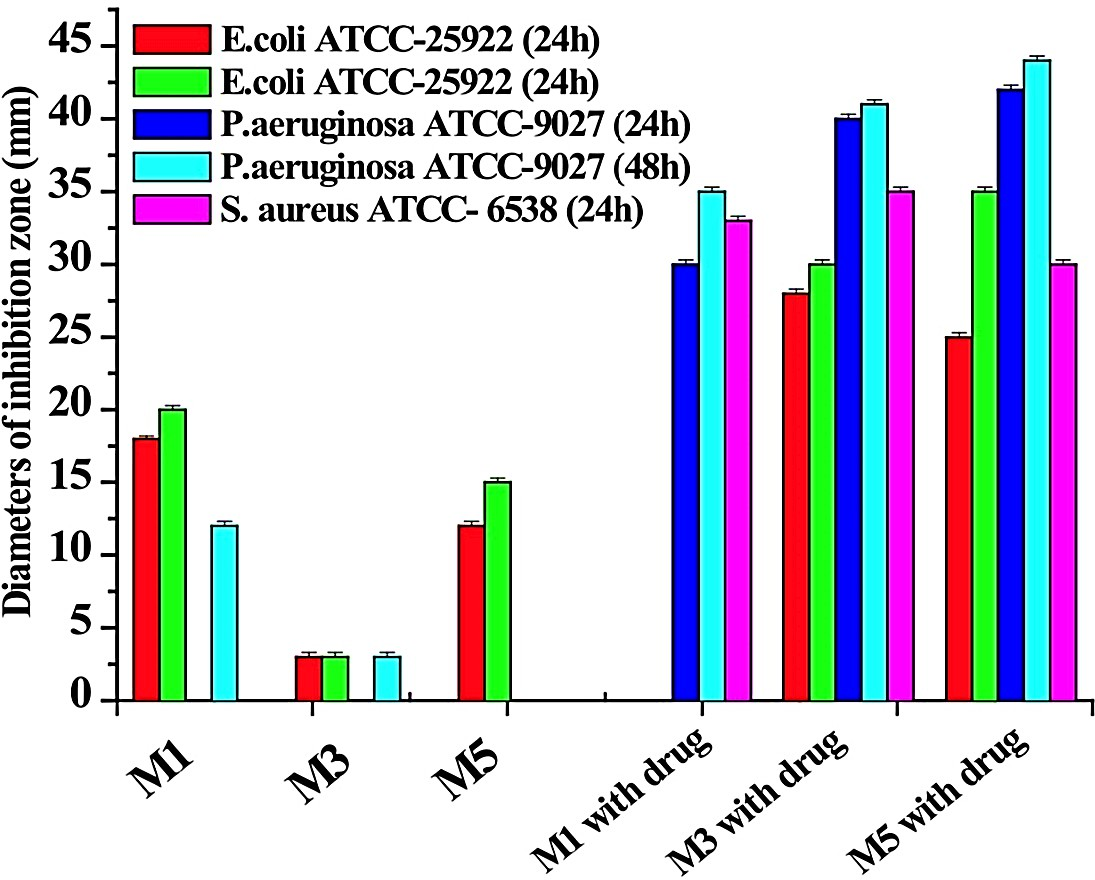 Diameters of inhibition zone (mm)
45
40
35
30
25
20
15
10
5
0
E.coli ATCC-25922 (24h)
E.coli ATCC-25922 (24h)
P.aeruginosa ATCC-9027 (24h)
P.aeruginosa ATCC-9027 (48h)
S. aureus ATCC- 6538 (24h)
M1
M3
M5
M1 with drug
M3 with drug
M5 with drug